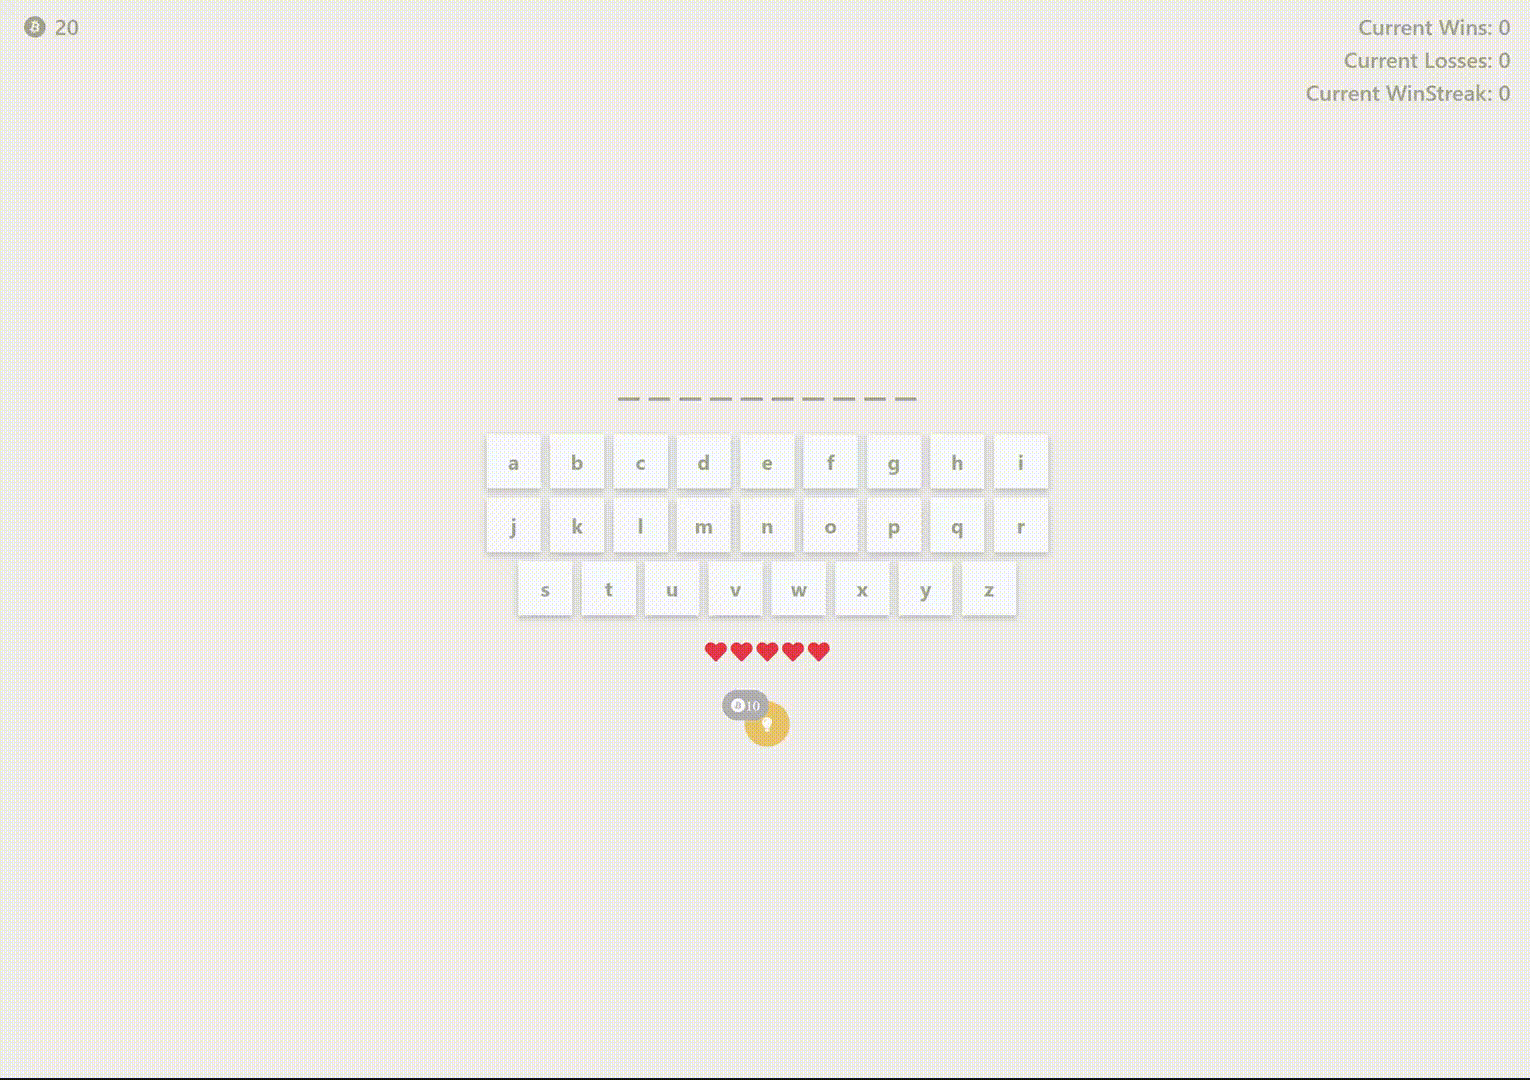 20
Current Wins: 0
Current Losses: 0
Current WinStreak: 0
_ _ _ _ _ _ _ _ _ _
a b c d e f g h i
j k l m n o p q r
s t u v w x y z
10